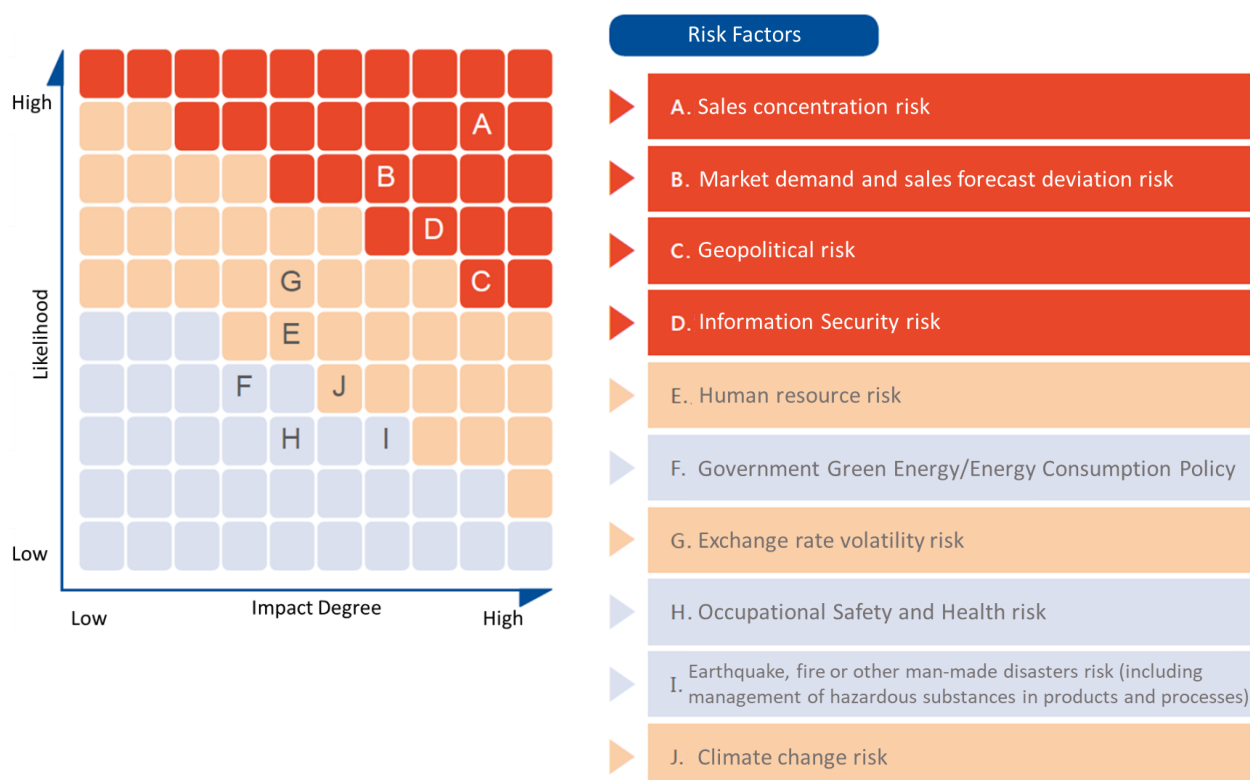 Risk Factors
High
A
B
D
G
C
E
F
J
H
I
Likelihood
Low
Low
Impact Degree
High
A. Sales concentration risk
B. Market demand and sales forecast deviation risk
C. Geopolitical risk
D. Information Security risk
E. Human resource risk
F. Government Green Energy/Energy Consumption Policy
G. Exchange rate volatility risk
H. Occupational Safety and Health risk
I. Earthquake, fire or other man-made disasters risk (including
management of hazardous substances in products and processes)
J. Climate change risk